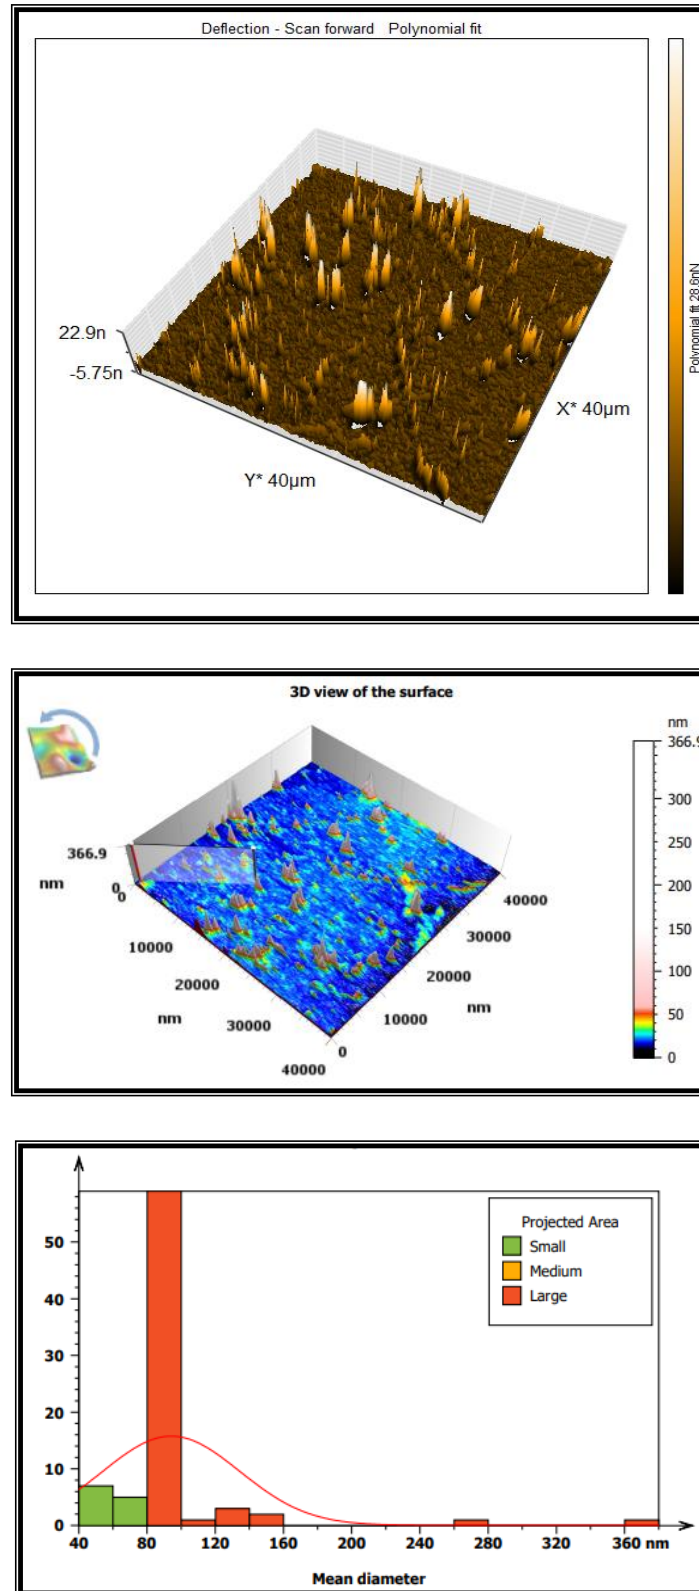 Deflection - Scan forward   Polynomial fit
Polynomial fit 28.6nN
22.9n
-5.75n
X* 40µm
Y* 40µm
3D view of the surface
nm
366.9
300
250
200
150
100
50
0
366.9
nm
0
0
10000
20000
nm
30000
40000
40000
30000
20000
nm
10000
0
Projected Area
Small
Medium
Large
50
40
30
20
10
0
40 80 120 160 200 240 280 320 360 nm
Mean diameter